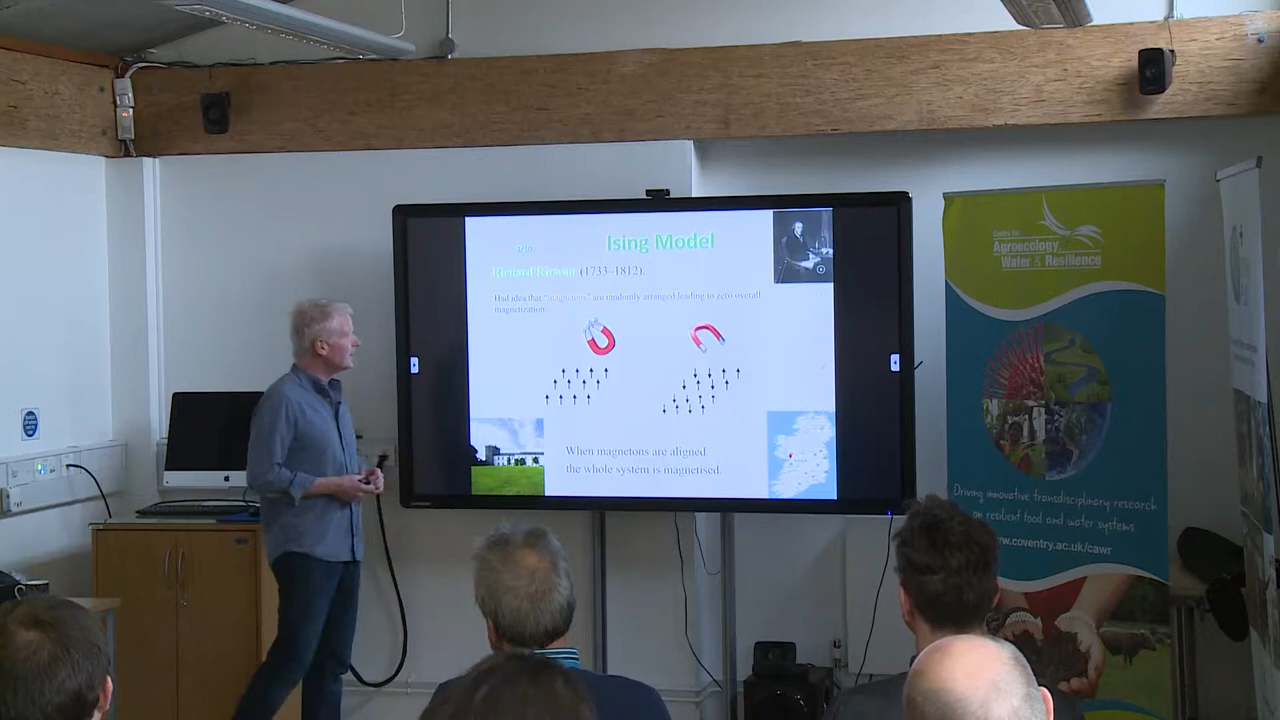 1/10
Ising Model
Richard Kirwan (1733–1812).
Had idea that “magnetons” are randomly arranged leading to zero overall
magnetization.
When magnetons are aligned
the whole system is magnetised.
Centre for
Agroecology,
Water & Resilience
Driving innovative transdisciplinary research
on resilient food and water systems
www.coventry.ac.uk/cawr